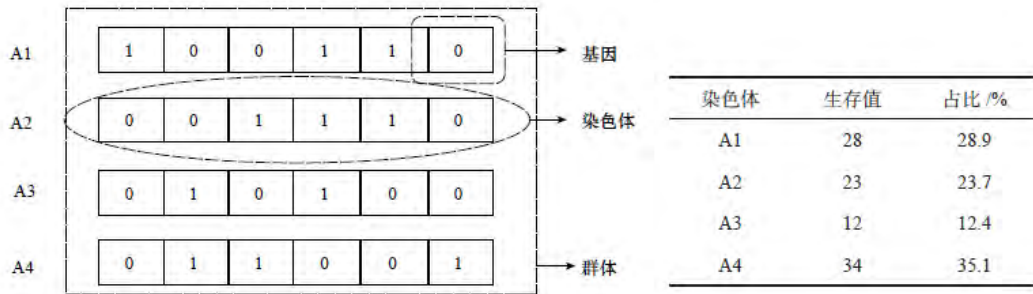 A1 1 0 0 1 1 0 基因
A2 0 0 1 1 1 0 染色体
A3 0 1 0 1 0 0
A4 0 1 1 0 0 1 群体
染色体 生存值 占比 /%
A1 28 28.9
A2 23 23.7
A3 12 12.4
A4 34 35.1